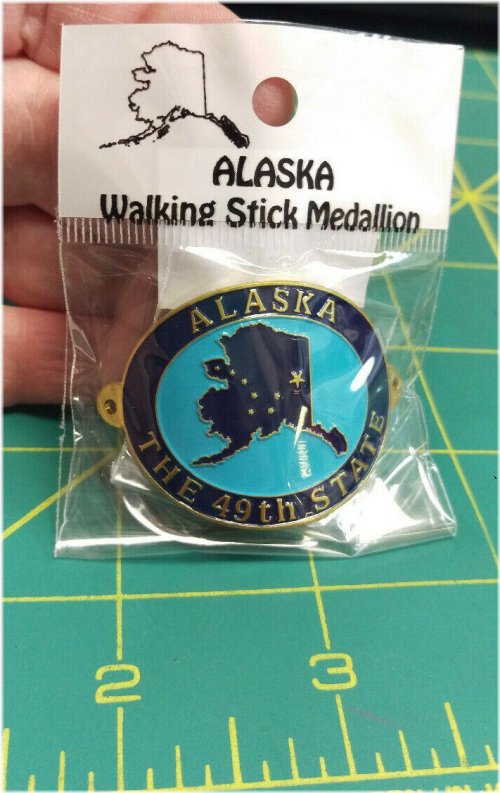 ALASKA
Walking Stick Medallion
ALASKA
THE 49th STATE
2
3